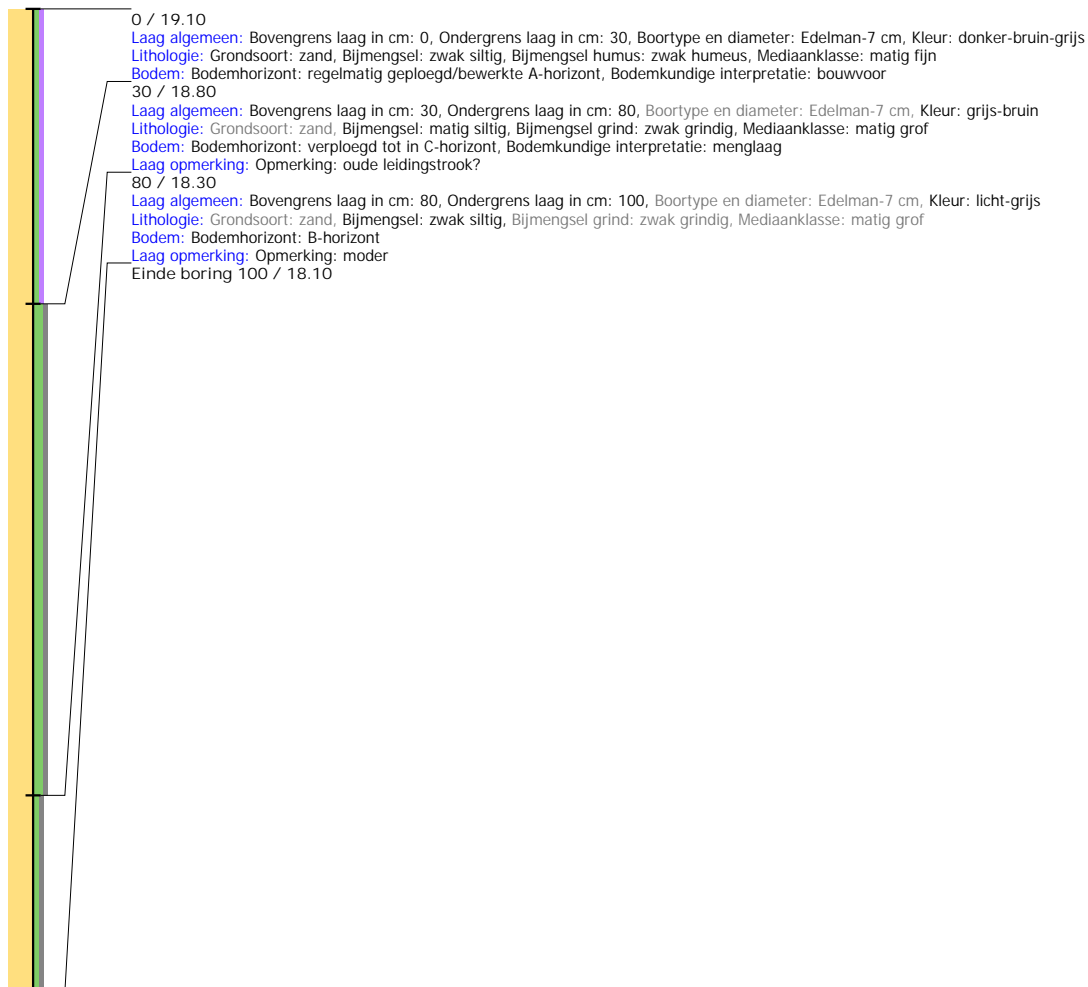 0 / 19.10
Laag algemeen: Bovengrens laag in cm: 0, Ondergrens laag in cm: 30, Boortype en diameter: Edelman-7 cm, Kleur: donker-bruin-grijs
Lithologie: Grondsoort: zand, Bijmengsel: zwak siltig, Bijmengsel humus: zwak humeus, Mediaanklasse: matig fijn
Bodem: Bodemhorizont: regelmatig geploegd/bewerkte A-horizont, Bodemkundige interpretatie: bouwvoor
30 / 18.80
Laag algemeen: Bovengrens laag in cm: 30, Ondergrens laag in cm: 80, Boortype en diameter: Edelman-7 cm, Kleur: grijs-bruin
Lithologie: Grondsoort: zand, Bijmengsel: matig siltig, Bijmengsel grind: zwak grindig, Mediaanklasse: matig grof
Bodem: Bodemhorizont: verploegd tot in C-horizont, Bodemkundige interpretatie: menglaag
Laag opmerking: Opmerking: oude leidingstrook?
80 / 18.30
Laag algemeen: Bovengrens laag in cm: 80, Ondergrens laag in cm: 100, Boortype en diameter: Edelman-7 cm, Kleur: licht-grijs
Lithologie: Grondsoort: zand, Bijmengsel: zwak siltig, Bijmengsel grind: zwak grindig, Mediaanklasse: matig grof
Bodem: Bodemhorizont: B-horizont
Laag opmerking: Opmerking: moder
Einde boring 100 / 18.10